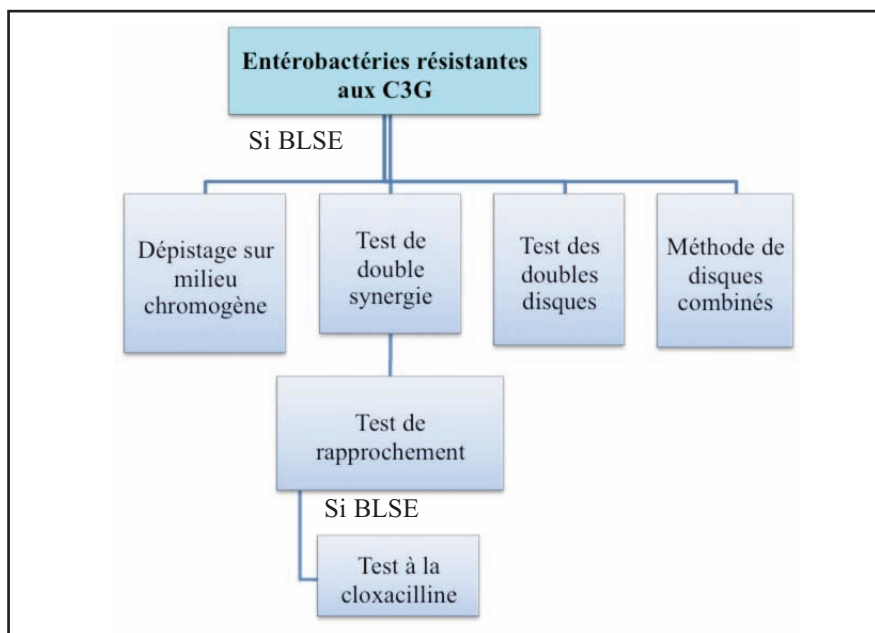 Entérobactéries résistantes
aux C3G
Si BLSE
Dépistage sur
milieu
chromogène
Test de
double
synergie
Test des
doubles
disques
Méthode de
disques
combinés
Test de
rapprochement
Si BLSE
Test à la
cloxacilline